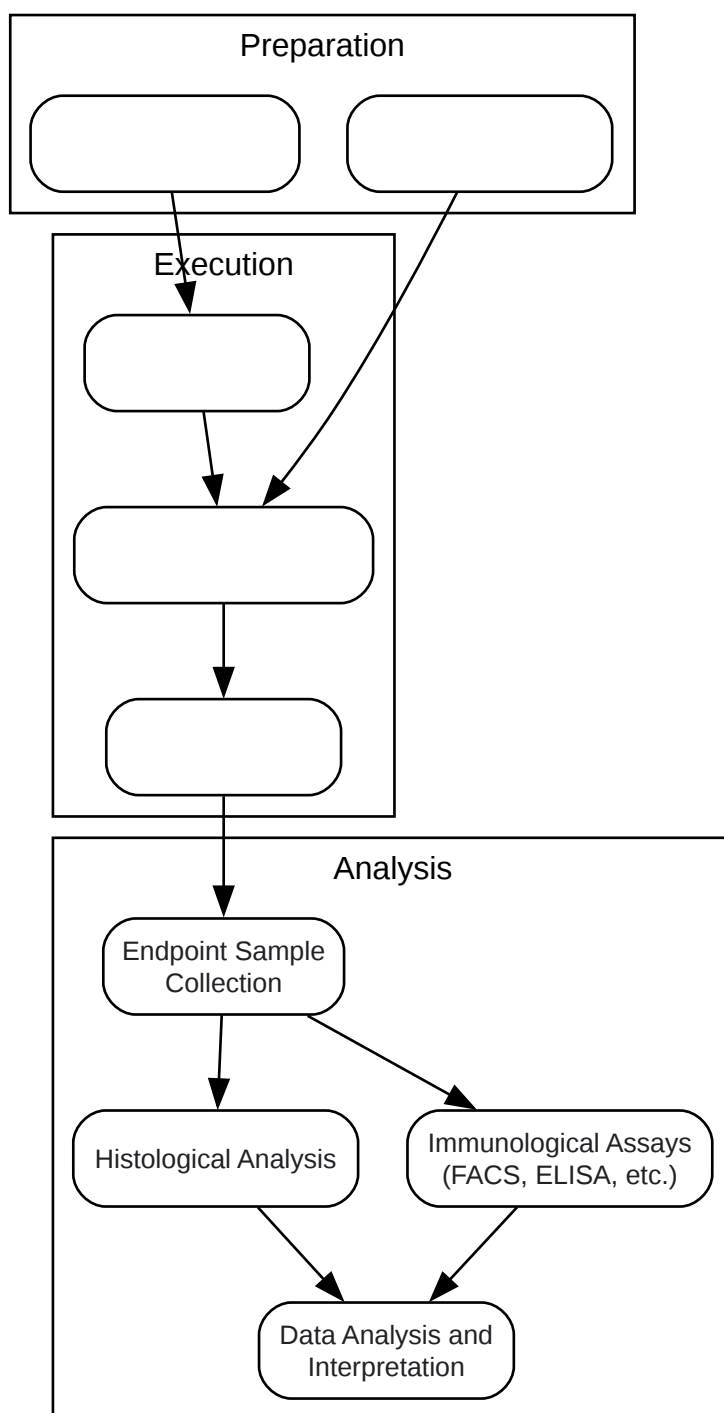 Preparation
Execution
Analysis
Endpoint Sample
Collection
Histological Analysis
Immunological Assays
(FACS, ELISA, etc.)
Data Analysis and
Interpretation